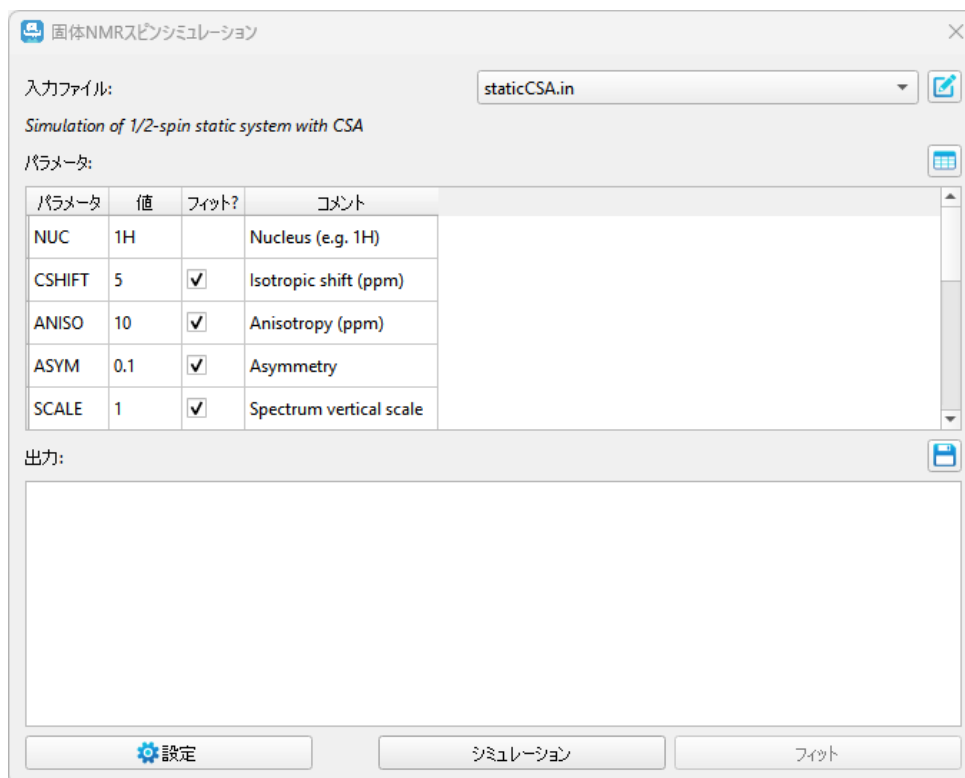 固体NMRスピンシミュレーション
入力ファイル: staticCSA.in
Simulation of 1/2-spin static system with CSA
パラメータ:
パラメータ 値 フィット? コメント
NUC 1H Nucleus (e.g. 1H)
CSHIFT 5 Isotropic shift (ppm)
ANISO 10 Anisotropy (ppm)
ASYM 0.1 Asymmetry
SCALE 1 Spectrum vertical scale
出力:
設定 シミュレーション フィット